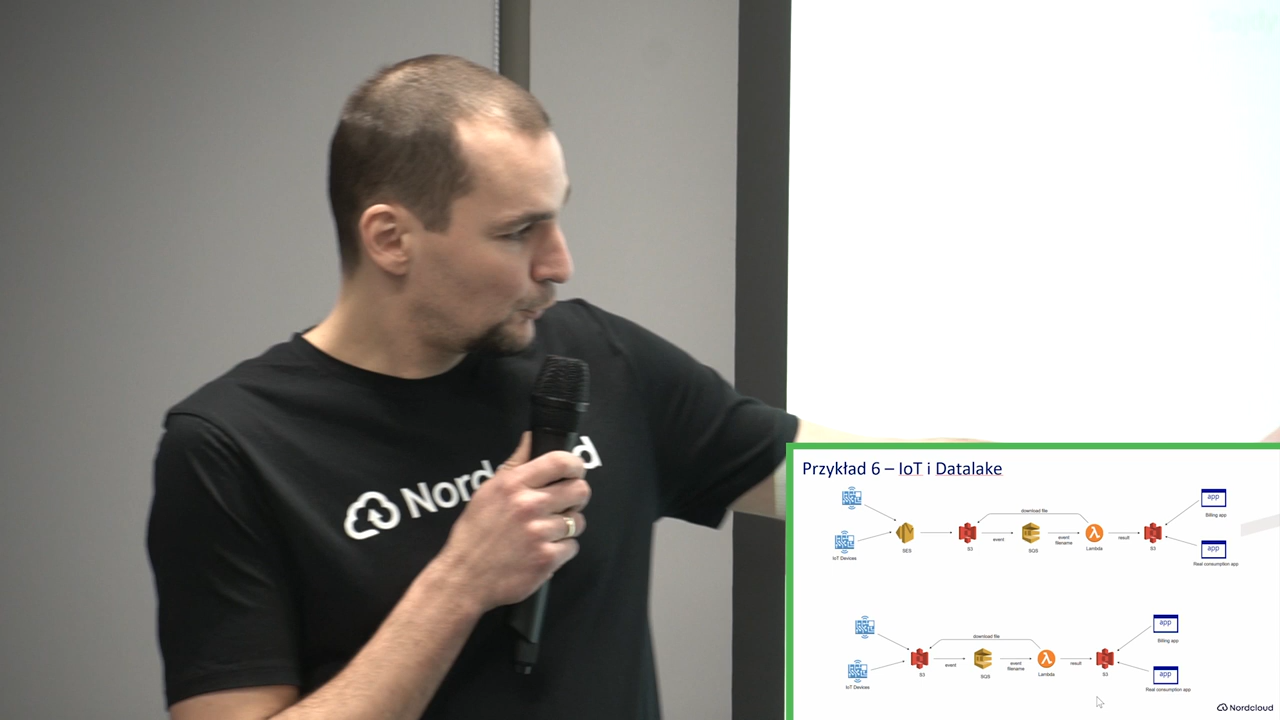 Nord d
Przykład 6 – IoT i Datalake
download file
app
Billing app
SES
S3
event
SQS
event
filename
Lambda
result
S3
app
IoT Devices
Real consumption app
download file
app
Billing app
S3
event
SQS
event
filename
Lambda
result
S3
app
IoT Devices
Real consumption app
Nordcloud